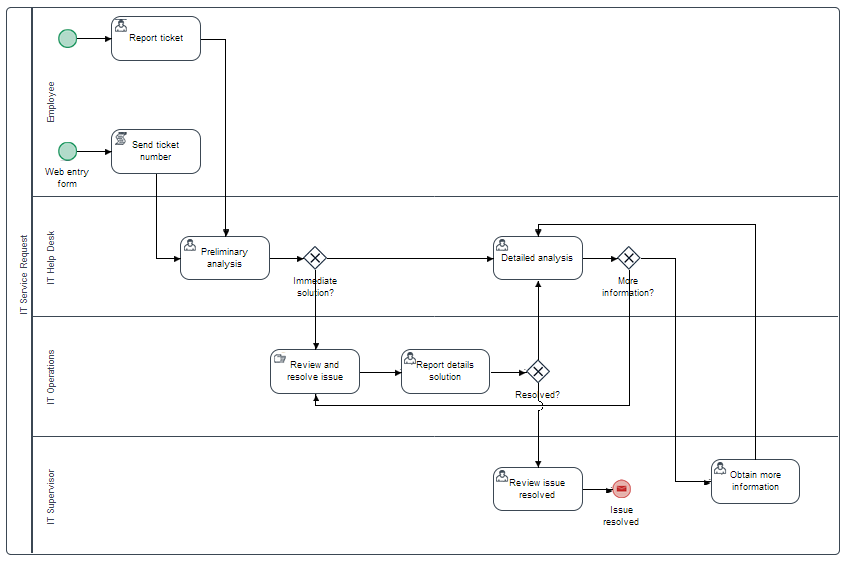 IT Service Request
Employee
Report ticket
Send ticket
number
Web entry
form
IT Help Desk
Preliminary
analysis
Immediate
solution?
Detailed analysis
More
information?
IT Operations
Review and
resolve issue
Report details
solution
Resolved?
IT Supervisor
Review issue
resolved
Issue
resolved
Obtain more
information